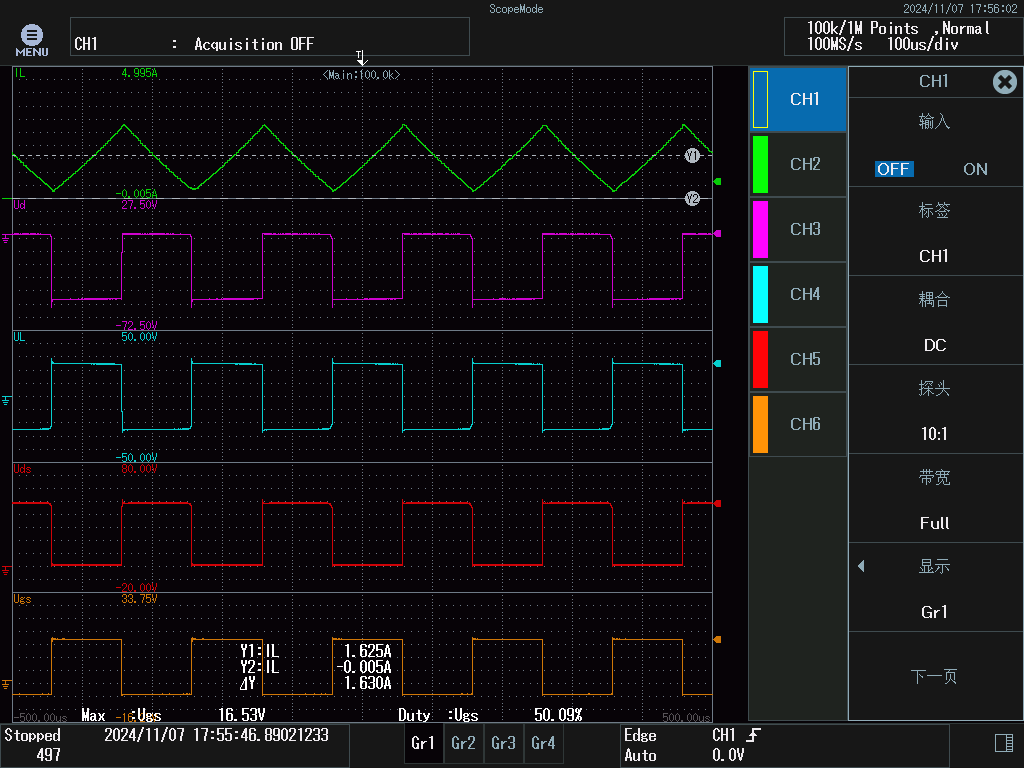 ScopeMode
2024/11/07 17:56:02
MENU
CH1 : Acquisition OFF
100k/1M Points ,Normal
100MS/s 100us/div
<Main:100.0k>
IL 4.995A
Y1
-0.005A
Y2
Ud 27.50V
-72.50V
UL 50.00V
-50.00V
Uds 80.00V
-20.00V
Ugs 33.75V
Y1:IL 1.625A
Y2:IL -0.005A
⊿Y 1.630A
-500.00us 500.00us
Max :Ugs 16.53V Duty :Ugs 50.09%
CH1
CH2
CH3
CH4
CH5
CH6
CH1
输入
OFF ON
标签
CH1
耦合
DC
探头
10:1
带宽
Full
显示
Gr1
下一页
Stopped 2024/11/07 17:55:46.89021233
497
Gr1 Gr2 Gr3 Gr4
Edge CH1
Auto 0.0V